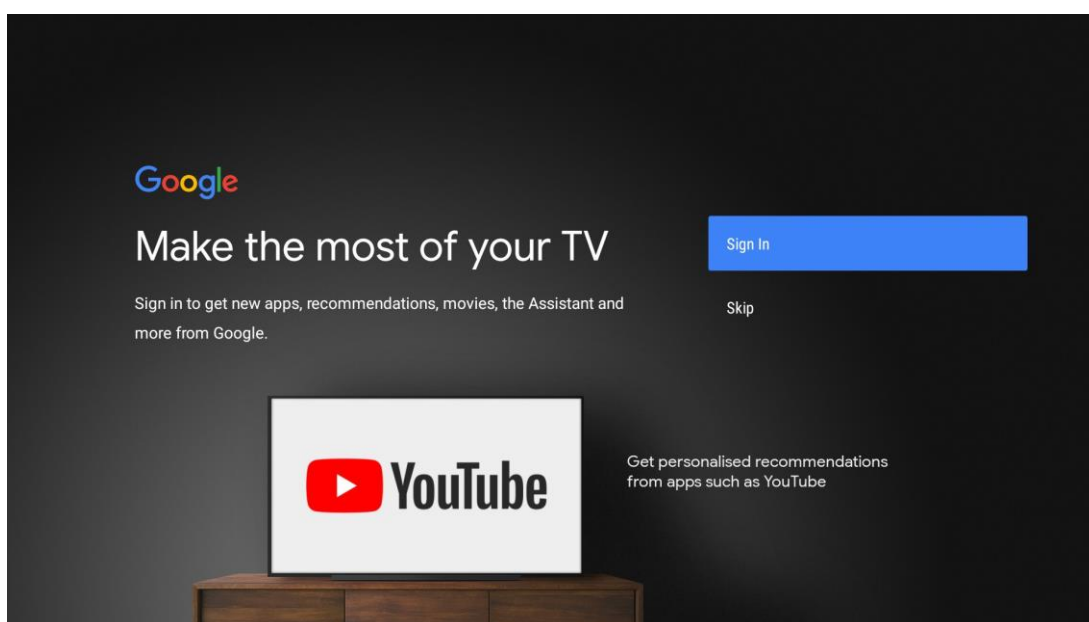 Google
Make the most of your TV
Sign in to get new apps, recommendations, movies, the Assistant and
more from Google.
Sign In
Skip
YouTube
Get personalised recommendations
from apps such as YouTube